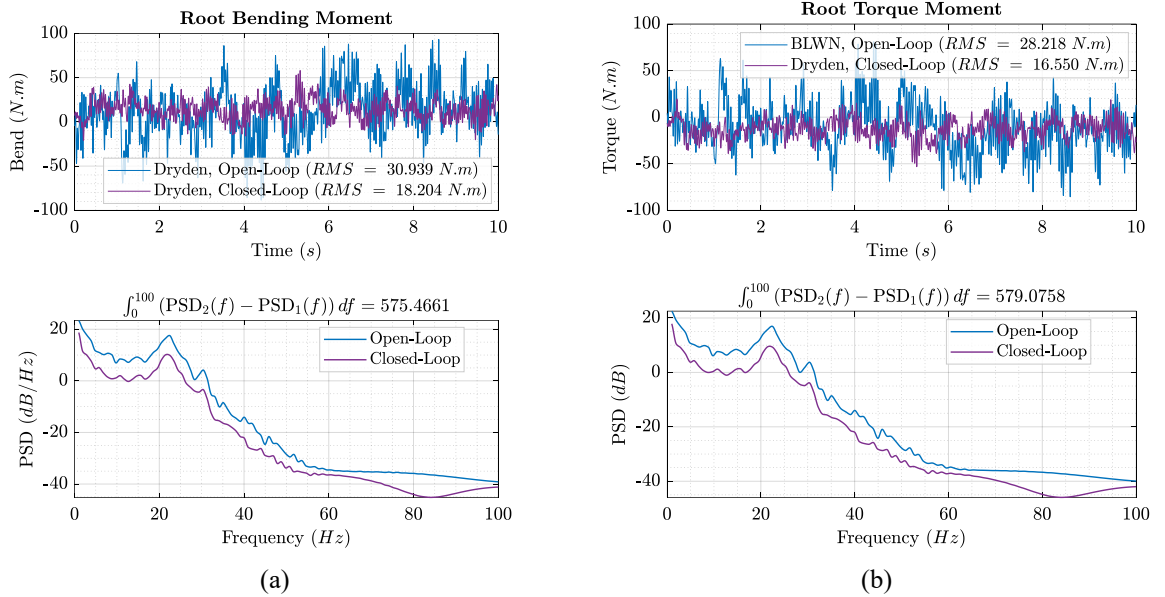 Root Bending Moment
100
50
0
-50
-100
Bend (N.m)
Dryden, Open-Loop (RMS = 30.939 N.m)
Dryden, Closed-Loop (RMS = 18.204 N.m)
0 2 4 6 8 10
Time (s)
Root Torque Moment
100
50
0
-50
-100
Torque (N.m)
BLWN, Open-Loop (RMS = 28.218 N.m)
Dryden, Closed-Loop (RMS = 16.550 N.m)
0 2 4 6 8 10
Time (s)
∫₀¹⁰⁰ (PSD₂(f) − PSD₁(f)) df = 575.4661
20
0
-20
-40
PSD (dB/Hz)
Open-Loop
Closed-Loop
0 20 40 60 80 100
Frequency (Hz)
(a)
∫₀¹⁰⁰ (PSD₂(f) − PSD₁(f)) df = 579.0758
20
0
-20
-40
PSD (dB)
Open-Loop
Closed-Loop
0 20 40 60 80 100
Frequency (Hz)
(b)